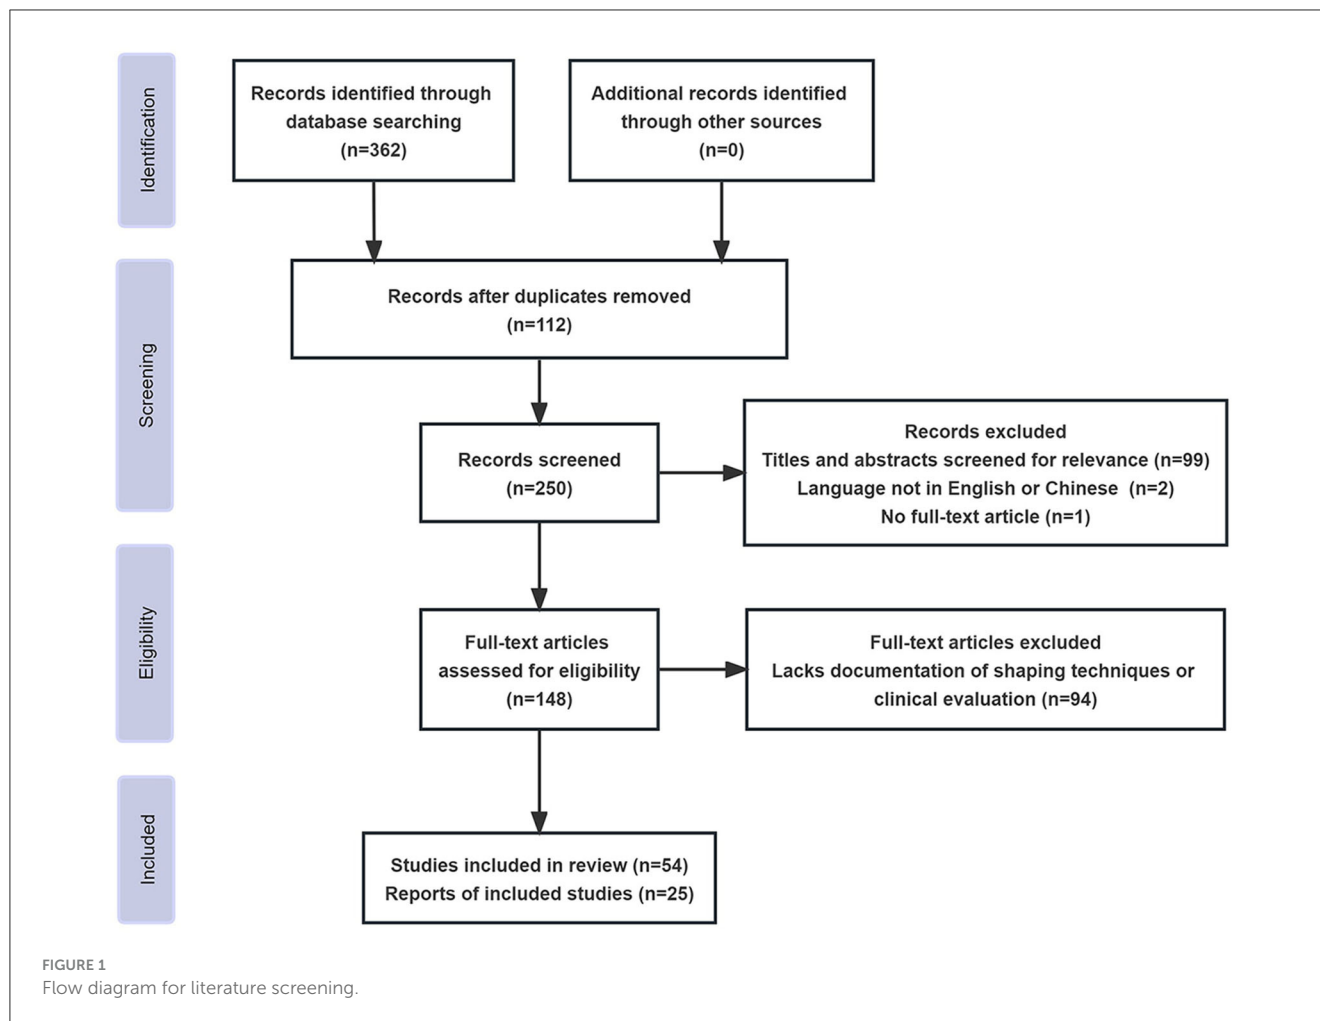 Identification
Records identified through
database searching
(n=362)
Additional records identified
through other sources
(n=0)
Screening
Records after duplicates removed
(n=112)
Records screened
(n=250)
Records excluded
Titles and abstracts screened for relevance (n=99)
Language not in English or Chinese (n=2)
No full-text article (n=1)
Eligibility
Full-text articles
assessed for eligibility
(n=148)
Full-text articles excluded
Lacks documentation of shaping techniques or
clinical evaluation (n=94)
Included
Studies included in review (n=54)
Reports of included studies (n=25)
FIGURE 1
Flow diagram for literature screening.